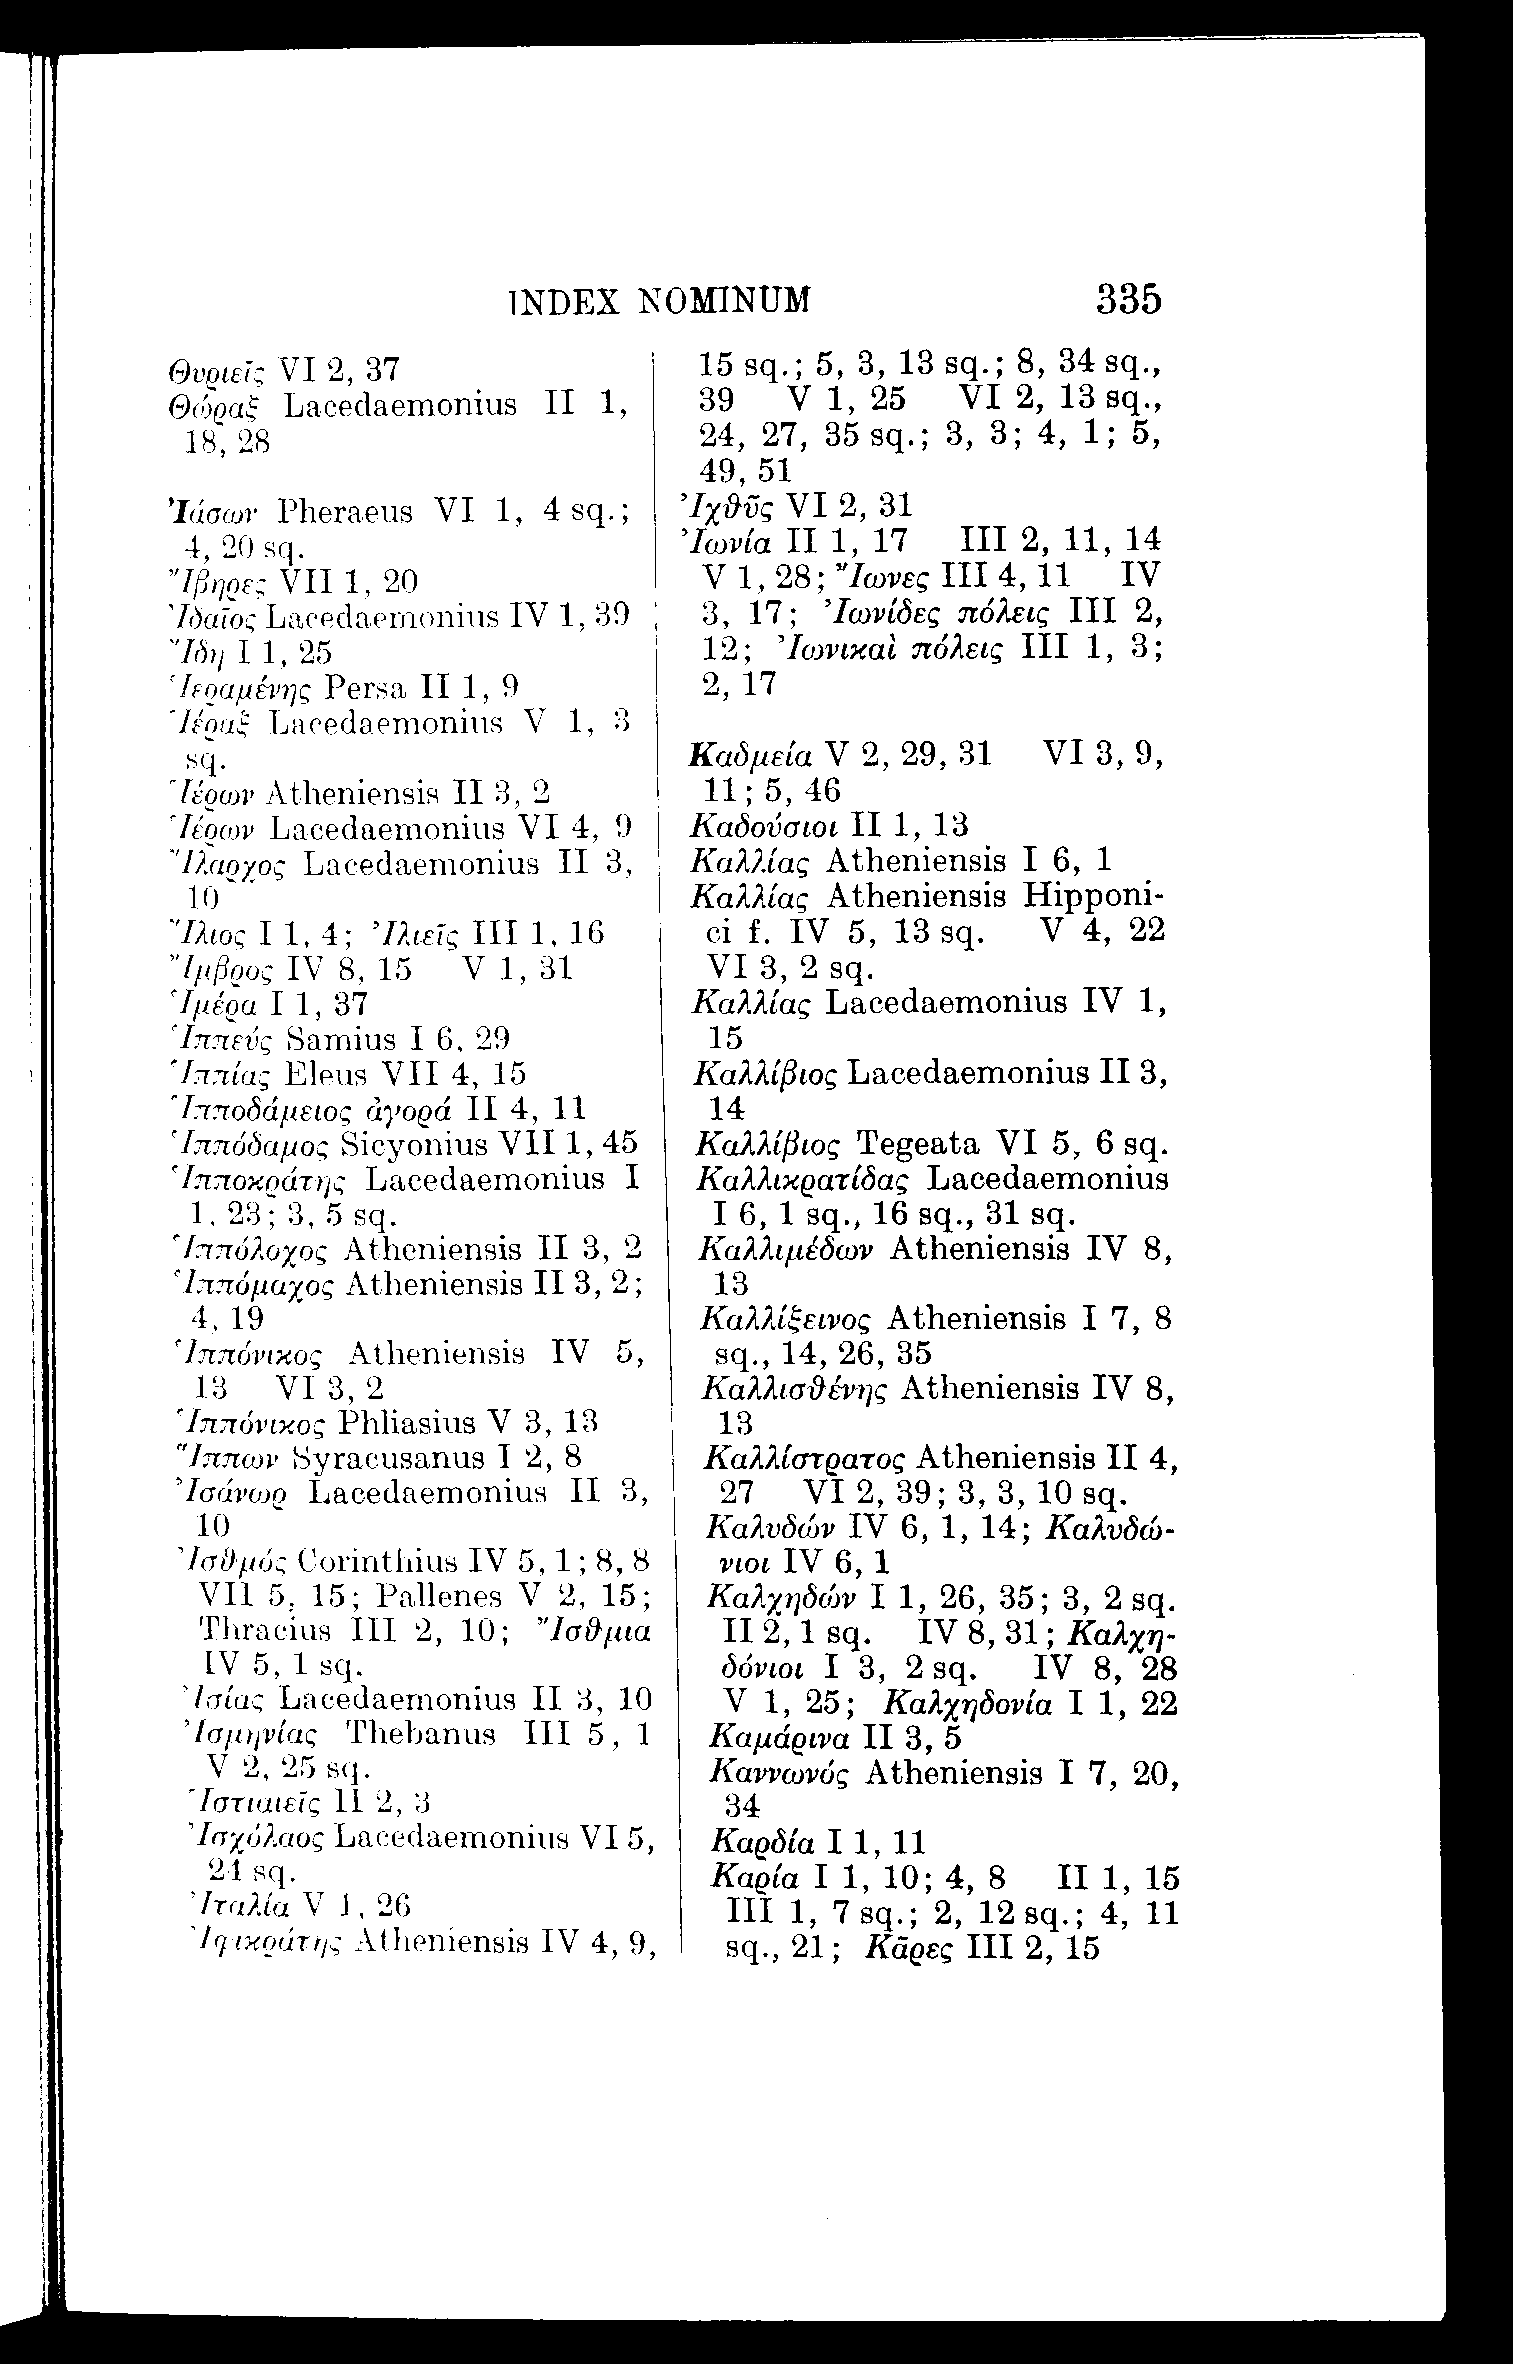 INDEX NOMINUM 335
Θυριεῖς VI 2, 37
Θώραξ Lacedaemonius II 1,
18, 28
Ἰάσων Pheraeus VI 1, 4 sq.;
4, 20 sq.
Ἴβηρες VII 1, 20
Ἰδαῖος Lacedaemonius IV 1, 39
Ἴδη I 1, 25
Ἱεραμένης Persa II 1, 9
Ἱέραξ Lacedaemonius V 1, 3
sq.
Ἱέρων Atheniensis II 3, 2
Ἱέρων Lacedaemonius VI 4, 9
Ἴλαρχος Lacedaemonius II 3,
10
Ἴλιος I 1, 4; Ἰλιεῖς III 1, 16
Ἴμβρος IV 8, 15 V 1, 31
Ἱμέρα I 1, 37
Ἱππεύς Samius I 6, 29
Ἱππίας Eleus VII 4, 15
Ἱπποδάμειος ἀγορά II 4, 11
Ἱππόδαμος Sicyonius VII 1, 45
Ἱπποκράτης Lacedaemonius I
1, 23; 3, 5 sq.
Ἱππόλοχος Atheniensis II 3, 2
Ἱππόμαχος Atheniensis II 3, 2;
4, 19
Ἱππόνικος Atheniensis IV 5,
13 VI 3, 2
Ἱππόνικος Phliasius V 3, 13
Ἵππων Syracusanus I 2, 8
Ἰσάνωρ Lacedaemonius II 3,
10
Ἰσθμός Corinthius IV 5, 1; 8, 8
VII 5, 15; Pallenes V 2, 15;
Thracius III 2, 10; Ἴσθμια
IV 5, 1 sq.
Ἰσίας Lacedaemonius II 3, 10
Ἰσμηνίας Thebanus III 5, 1
V 2, 25 sq.
Ἱστιαιεῖς II 2, 3
Ἰσχόλαος Lacedaemonius VI 5,
24 sq.
Ἰταλία V 1, 26
Ἰφικράτης Atheniensis IV 4, 9,
15 sq.; 5, 3, 13 sq.; 8, 34 sq.,
39 V 1, 25 VI 2, 13 sq.,
24, 27, 35 sq.; 3, 3; 4, 1; 5,
49, 51
Ἰχθῦς VI 2, 31
Ἰωνία II 1, 17 III 2, 11, 14
V 1, 28; Ἴωνες III 4, 11 IV
3, 17; Ἰωνίδες πόλεις III 2,
12; Ἰωνικαὶ πόλεις III 1, 3;
2, 17
Καδμεία V 2, 29, 31 VI 3, 9,
11; 5, 46
Καδούσιοι II 1, 13
Καλλίας Atheniensis I 6, 1
Καλλίας Atheniensis Hipponi-
ci f. IV 5, 13 sq. V 4, 22
VI 3, 2 sq.
Καλλίας Lacedaemonius IV 1,
15
Καλλίβιος Lacedaemonius II 3,
14
Καλλίβιος Tegeata VI 5, 6 sq.
Καλλικρατίδας Lacedaemonius
I 6, 1 sq., 16 sq., 31 sq.
Καλλιμέδων Atheniensis IV 8,
13
Καλλίξεινος Atheniensis I 7, 8
sq., 14, 26, 35
Καλλισθένης Atheniensis IV 8,
13
Καλλίστρατος Atheniensis II 4,
27 VI 2, 39; 3, 3, 10 sq.
Καλυδών IV 6, 1, 14; Καλυδώ-
νιοι IV 6, 1
Καλχηδών I 1, 26, 35; 3, 2 sq.
II 2, 1 sq. IV 8, 31; Καλχη-
δόνιοι I 3, 2 sq. IV 8, 28
V 1, 25; Καλχηδονία I 1, 22
Καμάρινα II 3, 5
Καννωνός Atheniensis I 7, 20,
34
Καρδία I 1, 11
Καρία I 1, 10; 4, 8 II 1, 15
III 1, 7 sq.; 2, 12 sq.; 4, 11
sq., 21; Κᾶρες III 2, 15